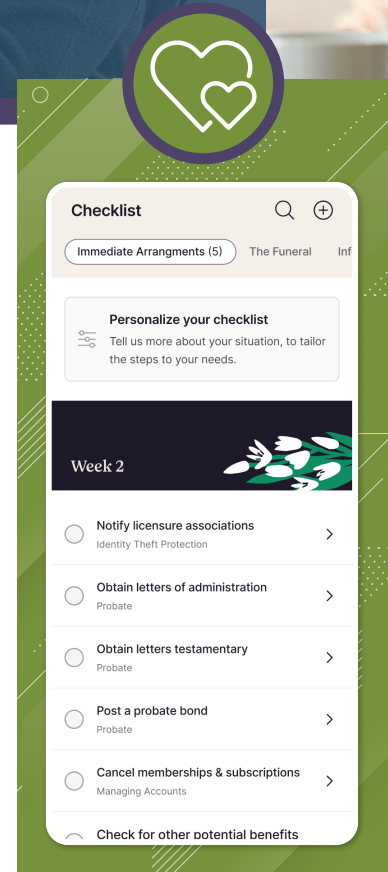 Checklist
Immediate Arrangments (5)
The Funeral
Inf
Personalize your checklist
Tell us more about your situation, to tailor
the steps to your needs.
Week 2
Notify licensure associations
Identity Theft Protection
Obtain letters of administration
Probate
Obtain letters testamentary
Probate
Post a probate bond
Probate
Cancel memberships & subscriptions
Managing Accounts
Check for other potential benefits